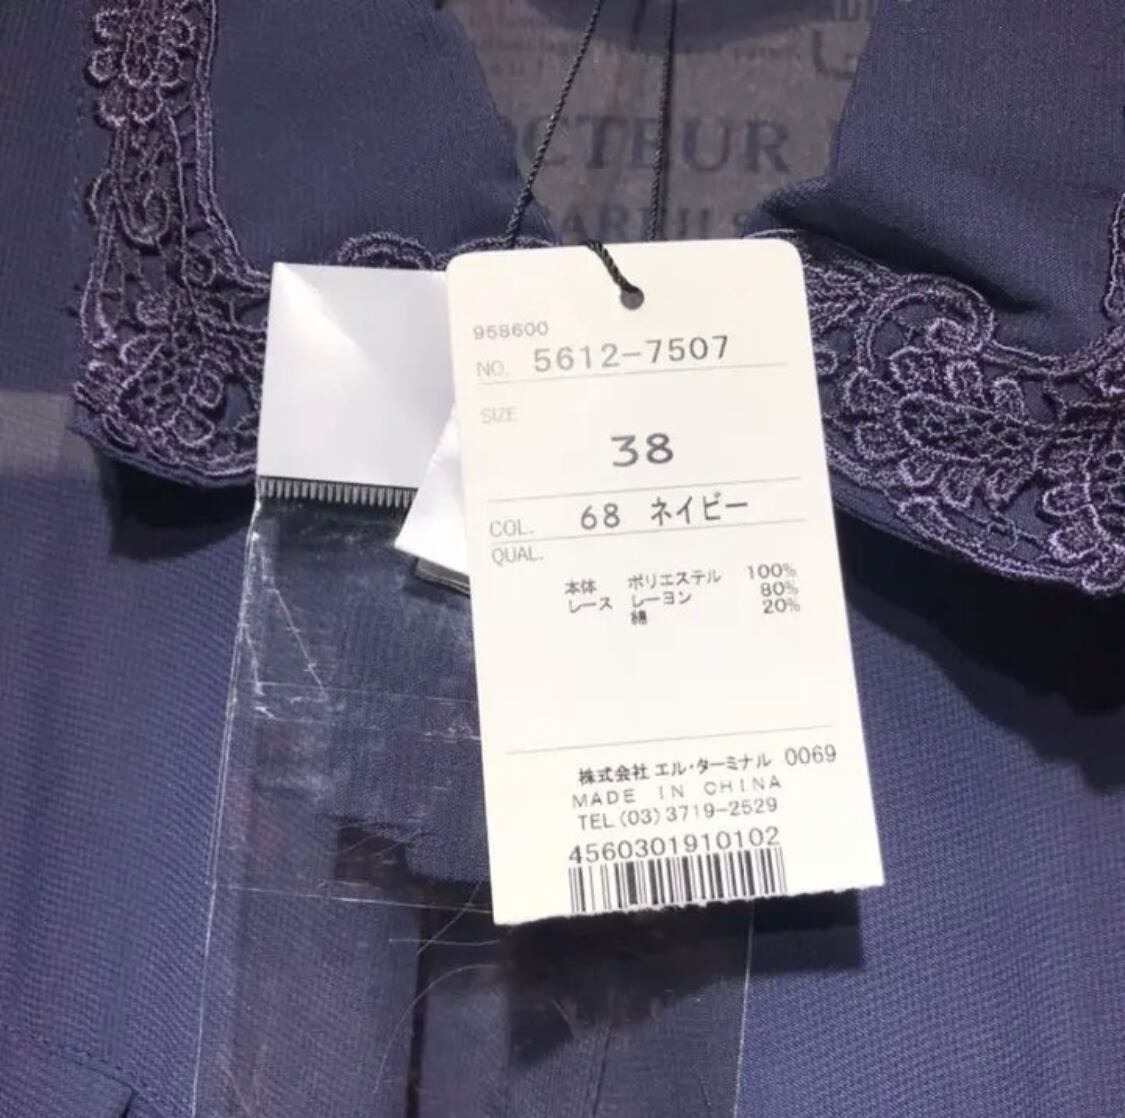 CTEUR
958600
NO. 5612-7507
SIZE
38
COL. 68 ネイビー
QUAL.
本体 ポリエステル 100%
レース レーヨン 80%
綿 20%
株式会社 エル・ターミナル 0069
MADE IN CHINA
TEL (03) 3719-2529
4560301910102